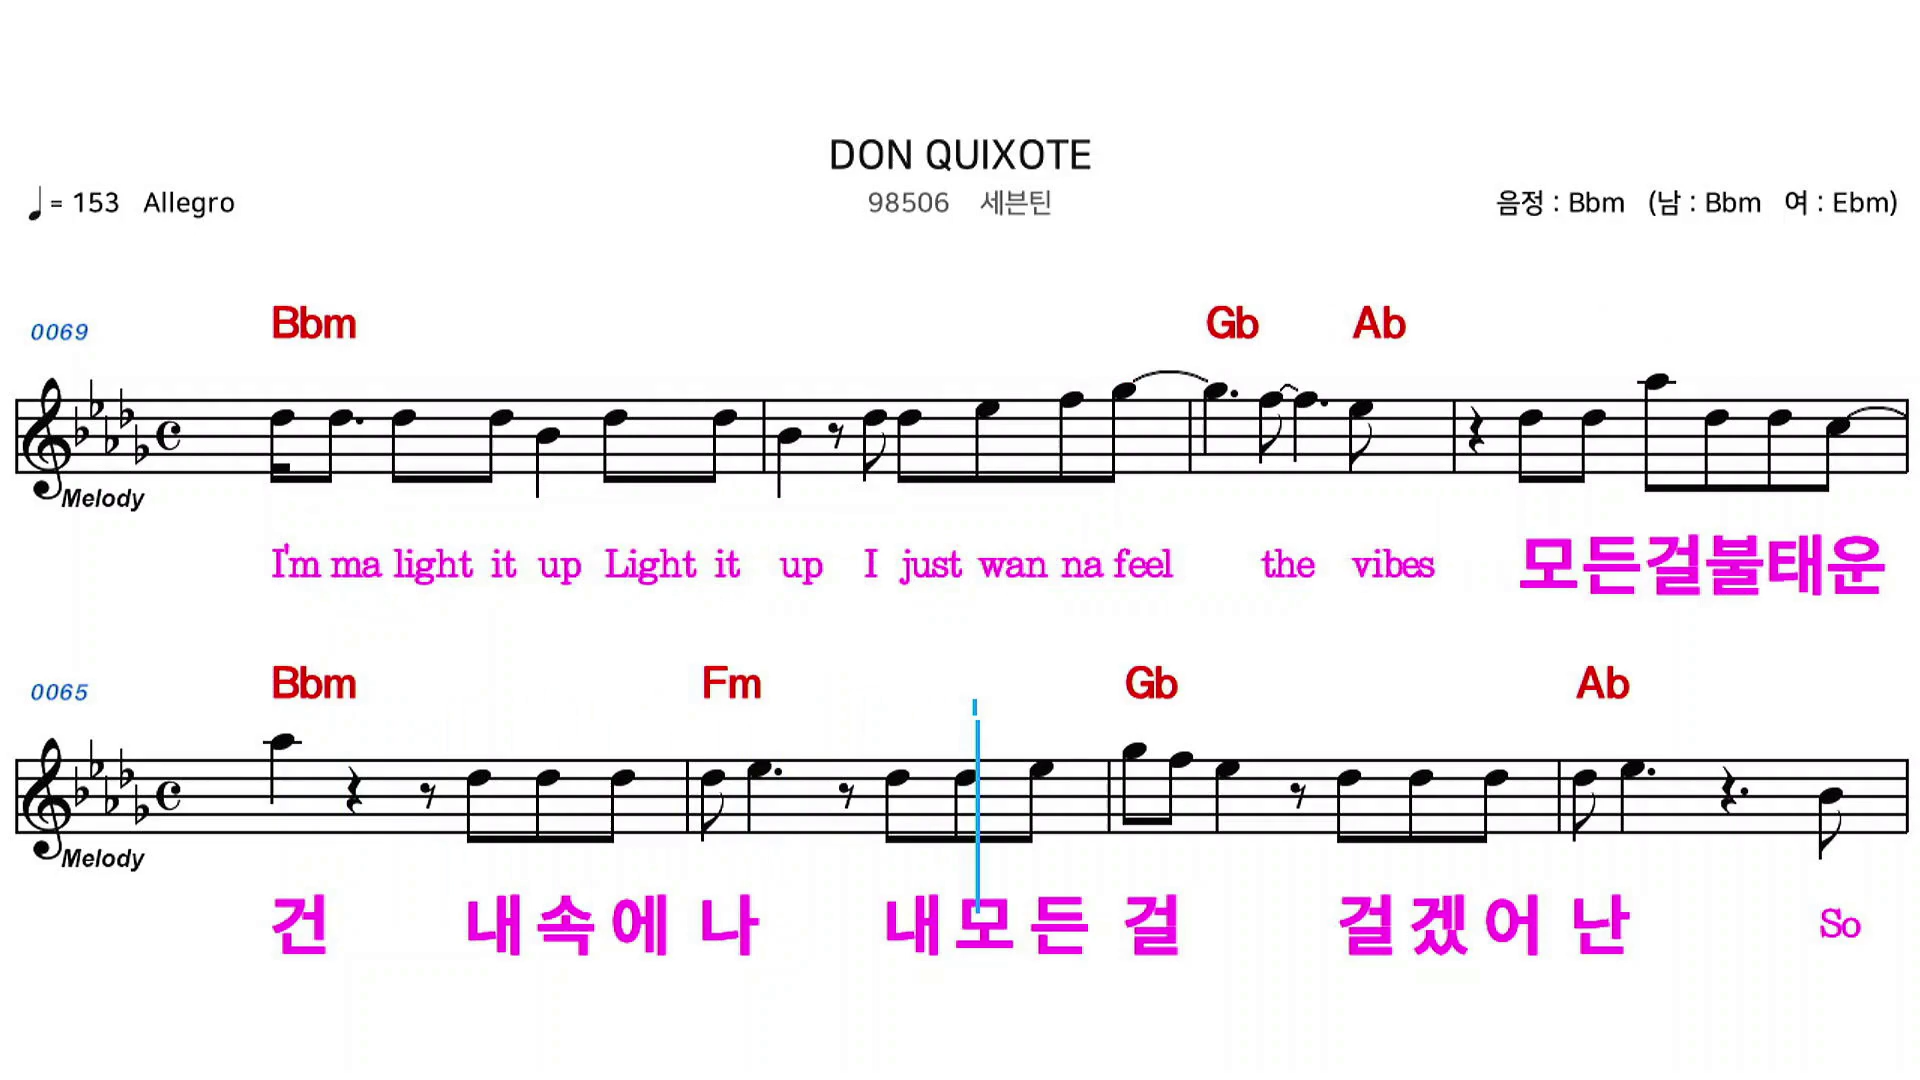 DON QUIXOTE
♩ = 153 Allegro
98506 세븐틴
음정 : Bbm (남 : Bbm 여 : Ebm)
0069
Bbm Gb Ab
Melody
I'm ma light it up Light it up I just wan na feel the vibes 모든걸불태운
0065
Bbm Fm Gb Ab
Melody
건 내속에나 내모든걸 걸겠어난 So